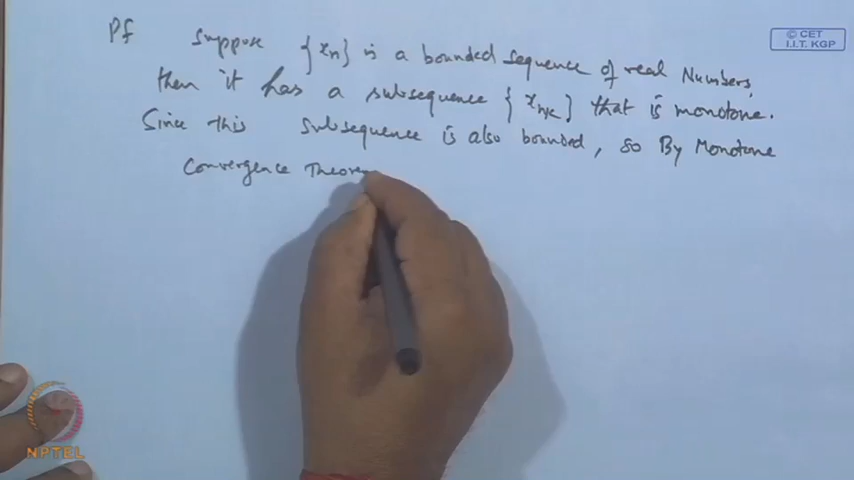 Pf Suppose {xn} is a bounded sequence of real Numbers,
then it has a subsequence {xnk} that is monotone.
Since this subsequence is also bounded, so By Monotone
Convergence Theorem
© CET
I.I.T. KGP
NPTEL